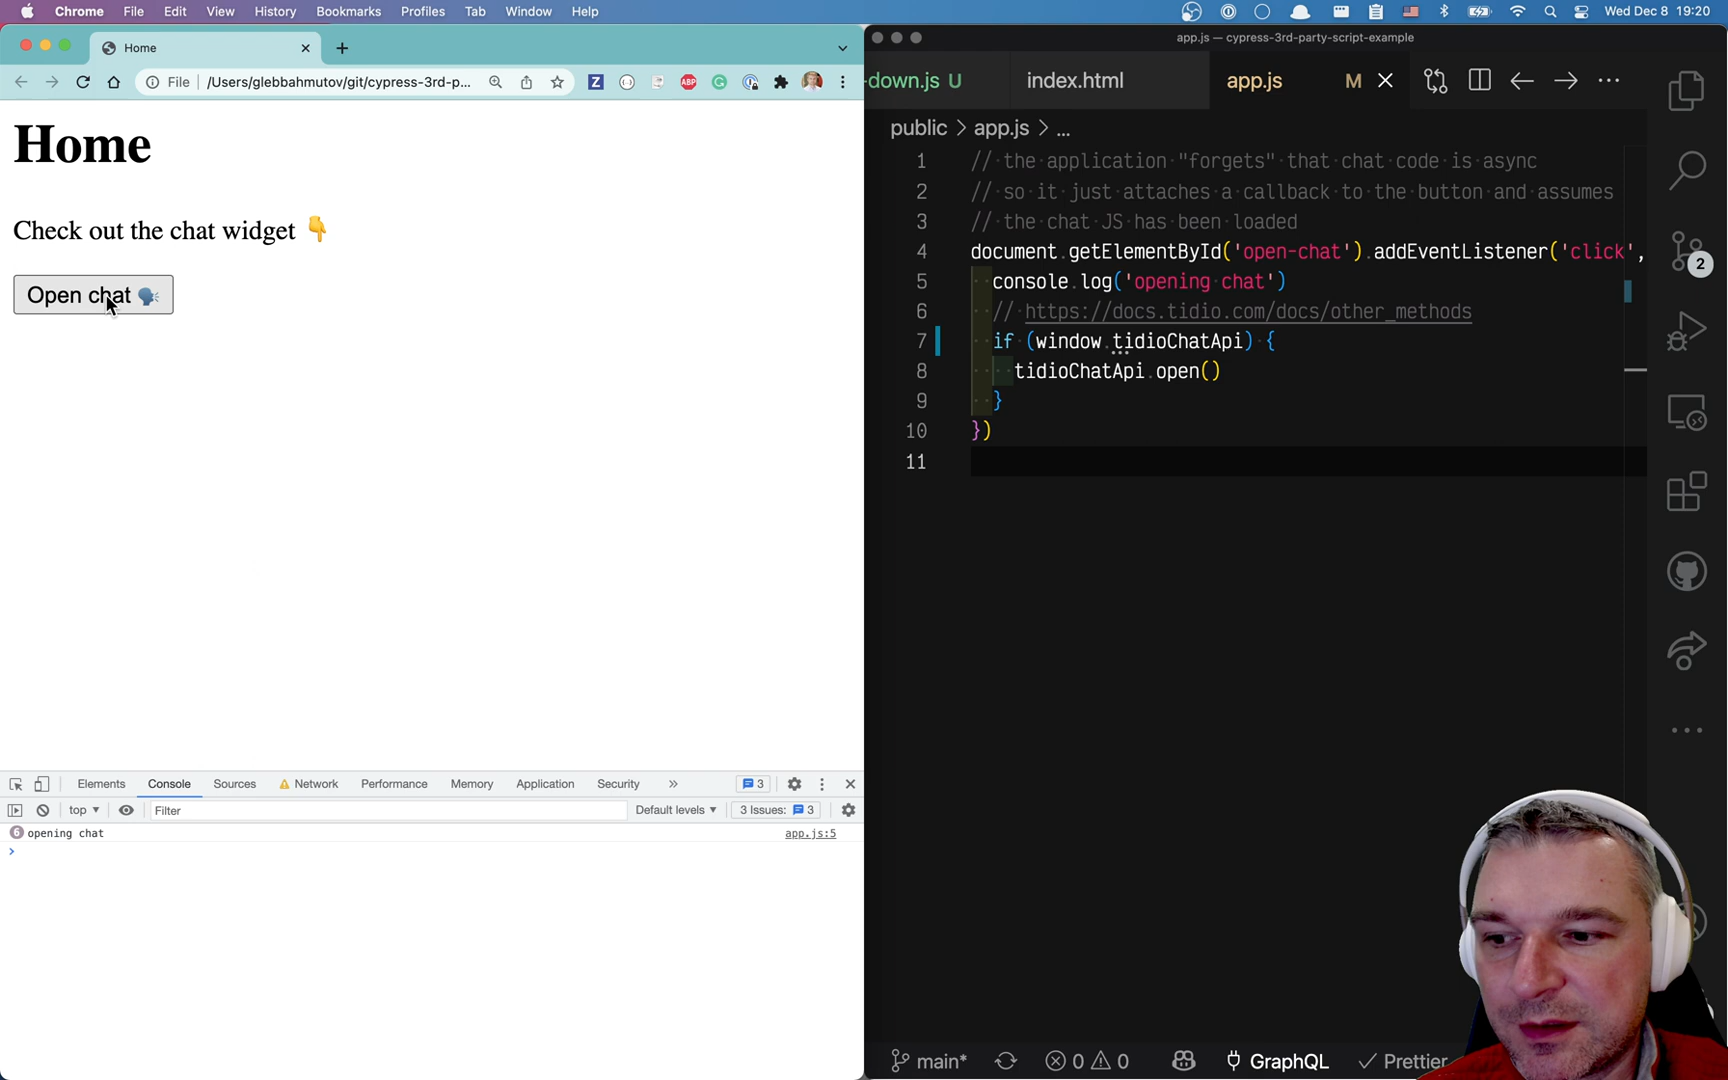 Chrome File Edit View History Bookmarks Profiles Tab Window Help
Wed Dec 8 19:20
Home
File /Users/glebbahmutov/git/cypress-3rd-p...
Z ABP
Home
Check out the chat widget 👇
Open chat 🗣
Elements Console Sources Network Performance Memory Application Security » 3
top Filter Default levels 3 Issues: 3
6 opening chat app.js:5
>
app.js — cypress-3rd-party-script-example
-down.js U index.html app.js M
public > app.js > ...
1 // the application "forgets" that chat code is async
2 // so it just attaches a callback to the button and assumes
3 // the chat JS has been loaded
4 document.getElementById('open-chat').addEventListener('click',
5 console.log('opening chat')
6 // https://docs.tidio.com/docs/other_methods
7 if (window.tidioChatApi) {
8 tidioChatApi.open()
9 }
10 })
11
2
main* 0 0 GraphQL Prettier